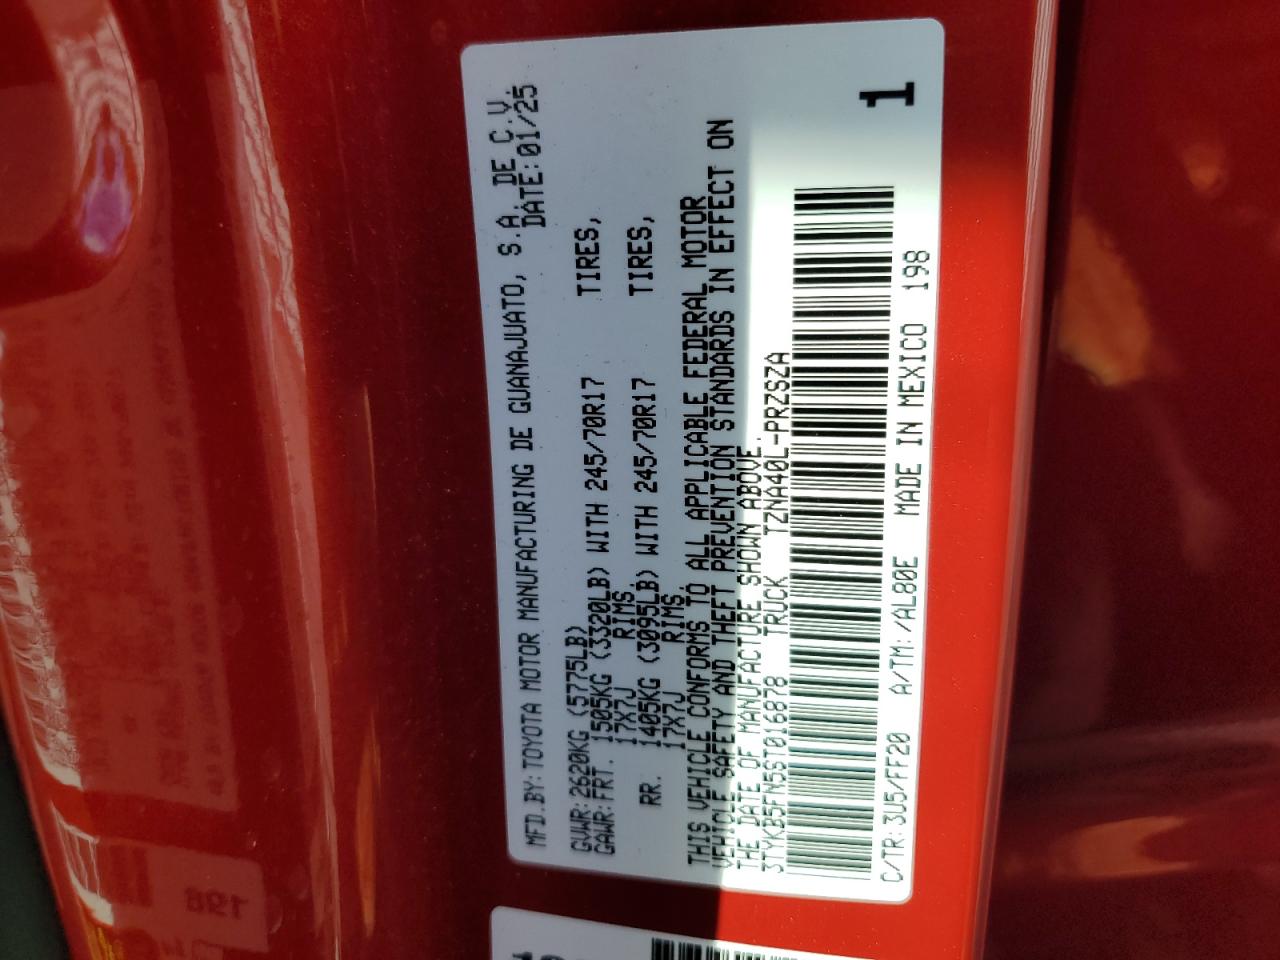 MFD.BY:TOYOTA MOTOR MANUFACTURING DE GUANAJUATO, S.A. DE C.V.
DATE:01/25
GVWR:2620KG (5775LB)
GAWR:FRT. 1505KG (3320LB) WITH 245/70R17 TIRES,
17X7J RIMS.
RR. 1405KG (3095LB) WITH 245/70R17 TIRES,
17X7J RIMS.
THIS VEHICLE CONFORMS TO ALL APPLICABLE FEDERAL MOTOR
VEHICLE SAFETY AND THEFT PREVENTION STANDARDS IN EFFECT ON
THE DATE OF MANUFACTURE SHOWN ABOVE.
3TYKB5FN5ST016878 TRUCK TZNA40L-PRZSZA
1
C/TR:3U5/FF20 A/TM:/AL80E MADE IN MEXICO 198
198